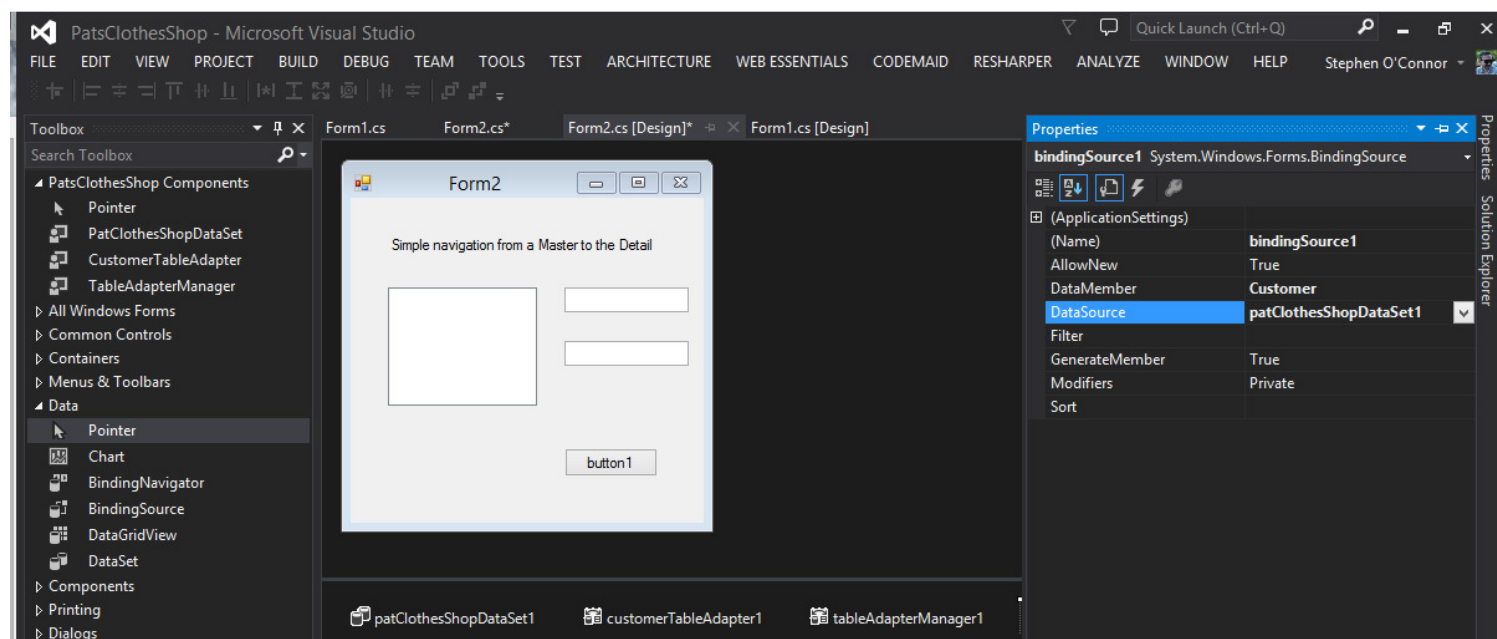 PatsClothesShop - Microsoft Visual Studio
Quick Launch (Ctrl+Q)
FILE EDIT VIEW PROJECT BUILD DEBUG TEAM TOOLS TEST ARCHITECTURE WEB ESSENTIALS CODEMAID RESHARPER ANALYZE WINDOW HELP Stephen O'Connor
Toolbox
Search Toolbox
PatsClothesShop Components
Pointer
PatClothesShopDataSet
CustomerTableAdapter
TableAdapterManager
All Windows Forms
Common Controls
Containers
Menus & Toolbars
Data
Pointer
Chart
BindingNavigator
BindingSource
DataGridView
DataSet
Components
Printing
Dialogs
Form1.cs Form2.cs* Form2.cs [Design]* Form1.cs [Design]
Form2
Simple navigation from a Master to the Detail
button1
patClothesShopDataSet1 customerTableAdapter1 tableAdapterManager1
Properties
bindingSource1 System.Windows.Forms.BindingSource
(ApplicationSettings)
(Name) bindingSource1
AllowNew True
DataMember Customer
DataSource patClothesShopDataSet1
Filter
GenerateMember True
Modifiers Private
Sort
Properties
Solution Explorer